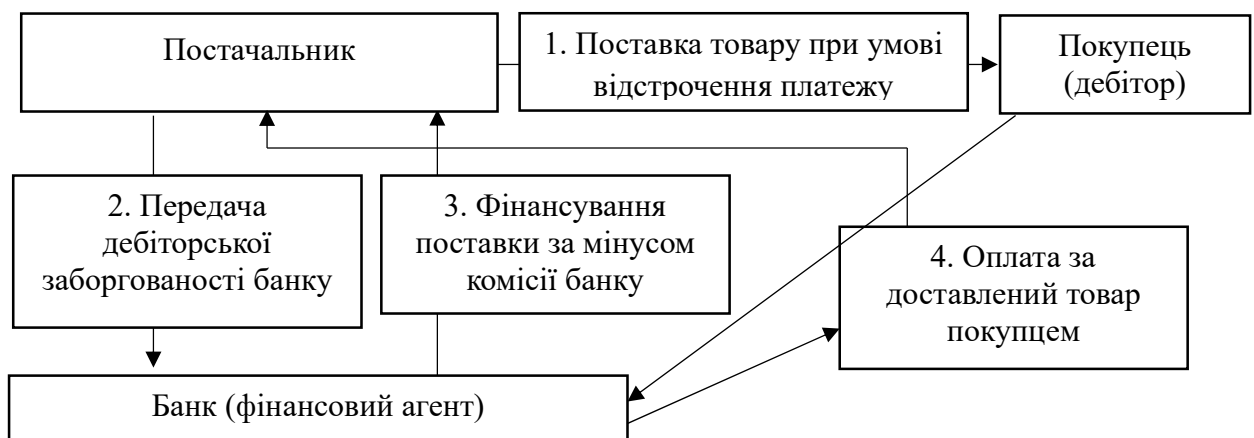 Постачальник
1. Поставка товару при умові
відстрочення платежу
Покупець
(дебітор)
2. Передача
дебіторської
заборгованості банку
3. Фінансування
поставки за мінусом
комісії банку
4. Оплата за
доставлений товар
покупцем
Банк (фінансовий агент)